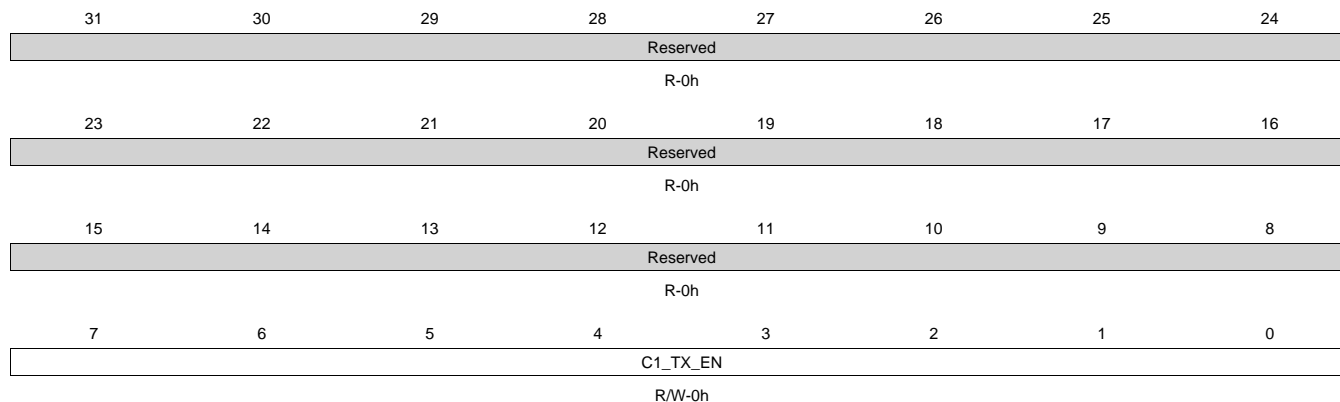 31 30 29 28 27 26 25 24
Reserved
R-0h
23 22 21 20 19 18 17 16
Reserved
R-0h
15 14 13 12 11 10 9 8
Reserved
R-0h
7 6 5 4 3 2 1 0
C1_TX_EN
R/W-0h